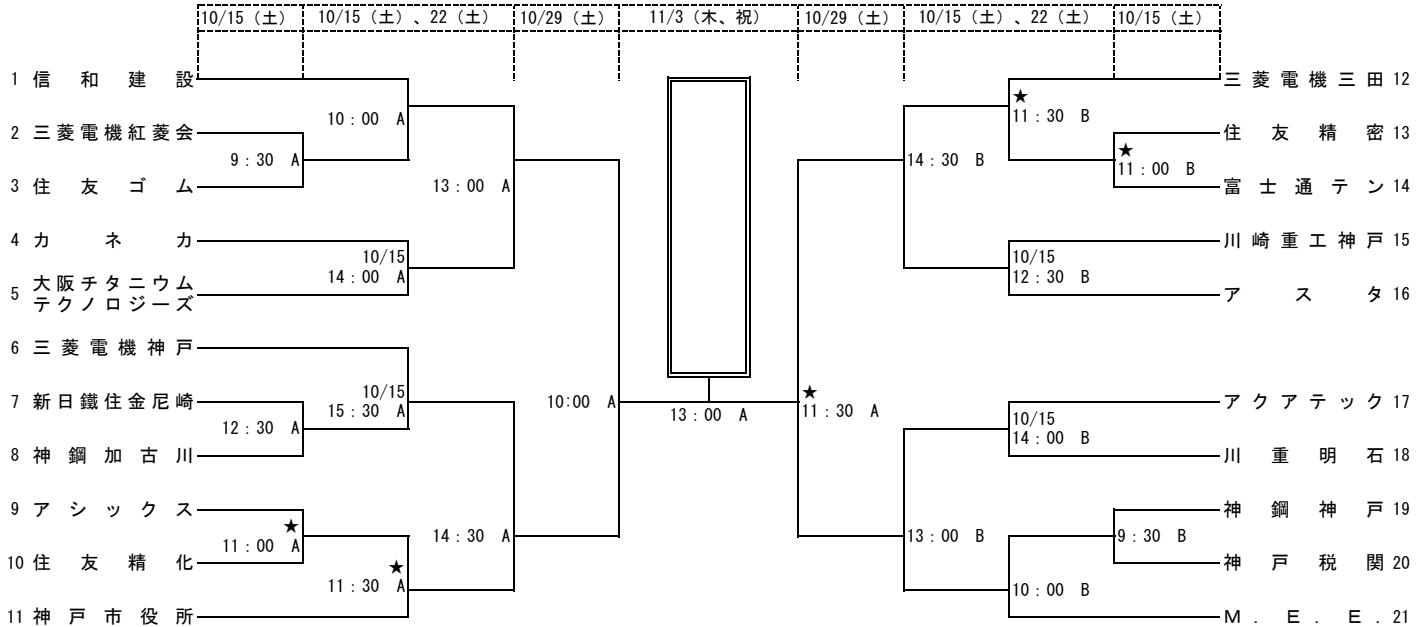 10/15（土） 10/15（土）、22（土） 10/29（土） 11/3（木、祝） 10/29（土） 10/15（土）、22（土） 10/15（土）
1 信和建設 三菱電機三田 12
★
10：00 A 11：30 B
2 三菱電機紅菱会 住友精密 13
★
9：30 A 14：30 B 11：00 B
3 住友ゴム 13：00 A 富士通テン 14
4 カネカ 川崎重工神戸 15
10/15 10/15
14：00 A 12：30 B
5 大阪チタニウム
テクノロジーズ アスタ 16
6 三菱電機神戸
10/15 ★
7 新日鐵住金尼崎 アクアテック 17
15：30 A 10:00 A 13：00 A 11：30 A 10/15
12：30 A 14：00 B
8 神鋼加古川 川重明石 18
9 アシックス 神鋼神戸 19
★
14：30 A 13：00 B 9：30 B
11：00 A
10 住友精化 神戸税関 20
★
11：30 A 10：00 B
11 神戸市役所 M．E．E．21